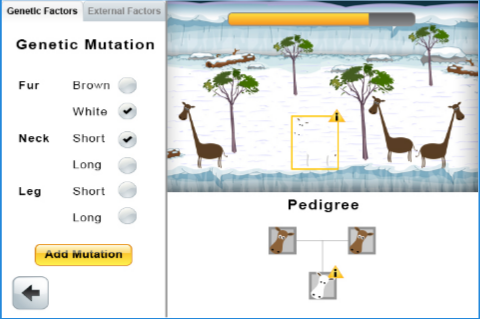 Genetic Factors External Factors
Genetic Mutation
Fur Brown
White
Neck Short
Long
Leg Short
Long
Add Mutation
Pedigree